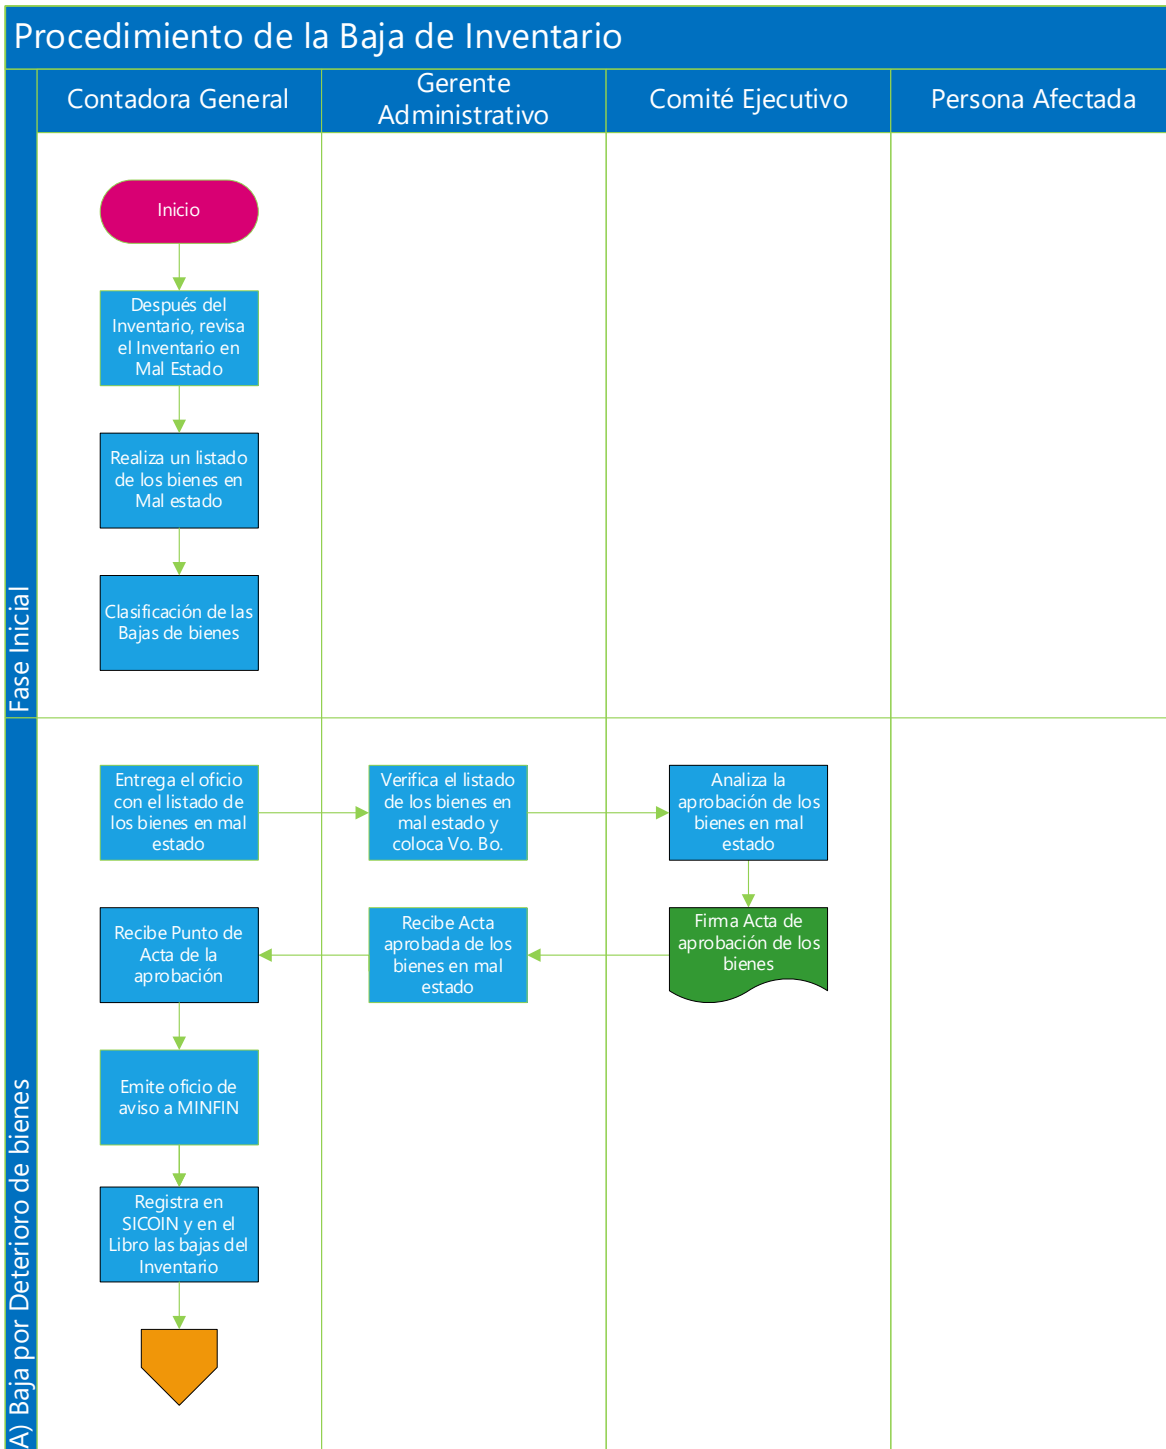 Procedimiento de la Baja de Inventario
Contadora General
Gerente
Administrativo
Comité Ejecutivo
Persona Afectada
Fase Inicial
Inicio
Después del
Inventario, revisa
el Inventario en
Mal Estado
Realiza un listado
de los bienes en
Mal estado
Clasificación de las
Bajas de bienes
A) Baja por Deterioro de bienes
Entrega el oficio
con el listado de
los bienes en mal
estado
Verifica el listado
de los bienes en
mal estado y
coloca Vo. Bo.
Analiza la
aprobación de los
bienes en mal
estado
Firma Acta de
aprobación de los
bienes
Recibe Acta
aprobada de los
bienes en mal
estado
Recibe Punto de
Acta de la
aprobación
Emite oficio de
aviso a MINFIN
Registra en
SICOIN y en el
Libro las bajas del
Inventario